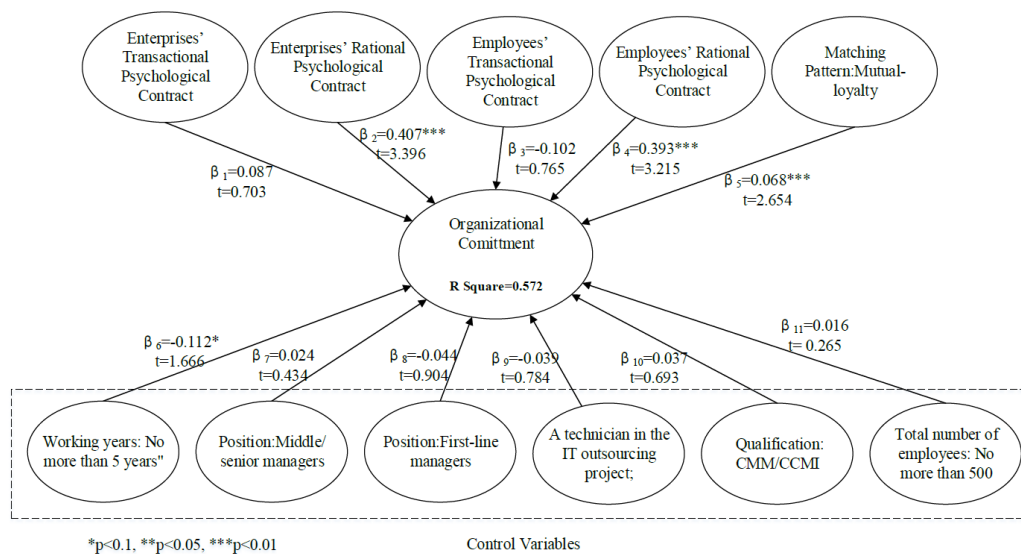 Enterprises’
Transactional
Psychological
Contract
Enterprises’ Rational
Psychological
Contract
Employees’
Transactional
Psychological
Contract
Employees’ Rational
Psychological
Contract
Matching
Pattern:Mutual-
loyalty
β 1=0.087
t=0.703
β 2=0.407***
t=3.396
β 3=-0.102
t=0.765
β 4=0.393***
t=3.215
β 5=0.068***
t=2.654
Organizational
Comittment
R Square=0.572
β 6=-0.112*
t=1.666
β 7=0.024
t=0.434
β 8=-0.044
t=0.904
β 9=-0.039
t=0.784
β 10=0.037
t=0.693
β 11=0.016
t= 0.265
Working years: No
more than 5 years"
Position:Middle/
senior managers
Position:First-line
managers
A technician in the
IT outsourcing
project;
Qualification:
CMM/CCMI
Total number of
employees: No
more than 500
*p<0.1, **p<0.05, ***p<0.01
Control Variables